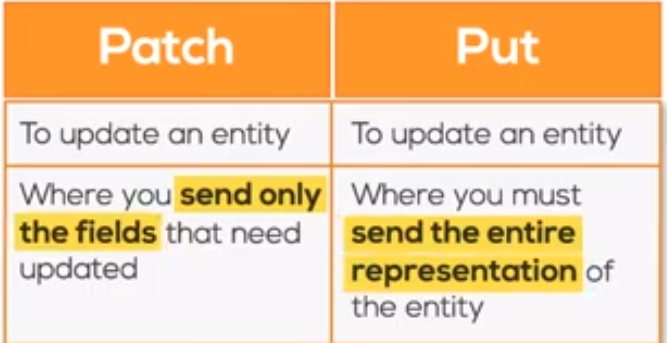 Patch
Put
To update an entity
To update an entity
Where you send only
the fields that need
updated
Where you must
send the entire
representation of
the entity